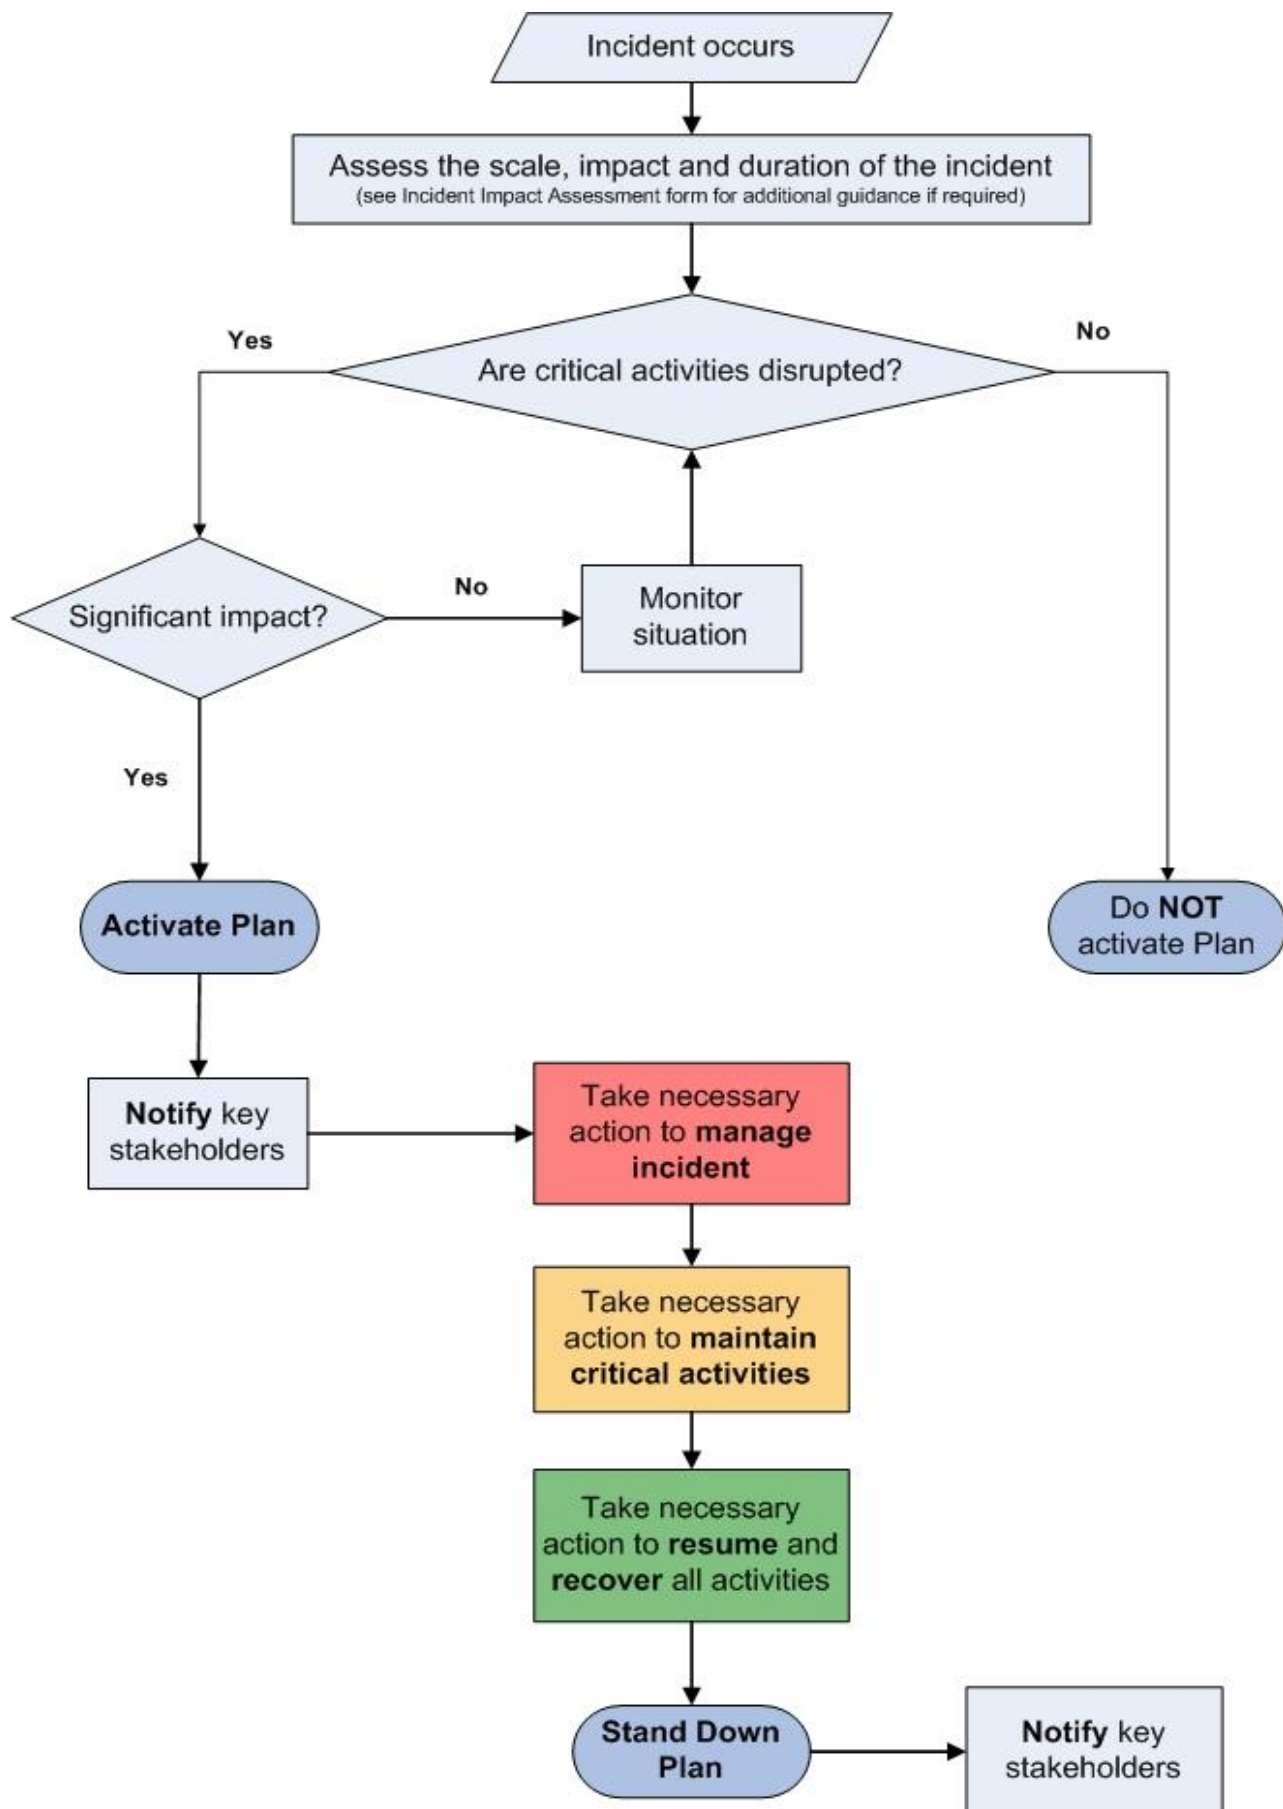 Incident occurs
Assess the scale, impact and duration of the incident
(see Incident Impact Assessment form for additional guidance if required)
Yes
No
Are critical activities disrupted?
Significant impact?
No
Monitor
situation
Yes
Activate Plan
Do NOT
activate Plan
Notify key
stakeholders
Take necessary
action to manage
incident
Take necessary
action to maintain
critical activities
Take necessary
action to resume and
recover all activities
Stand Down
Plan
Notify key
stakeholders